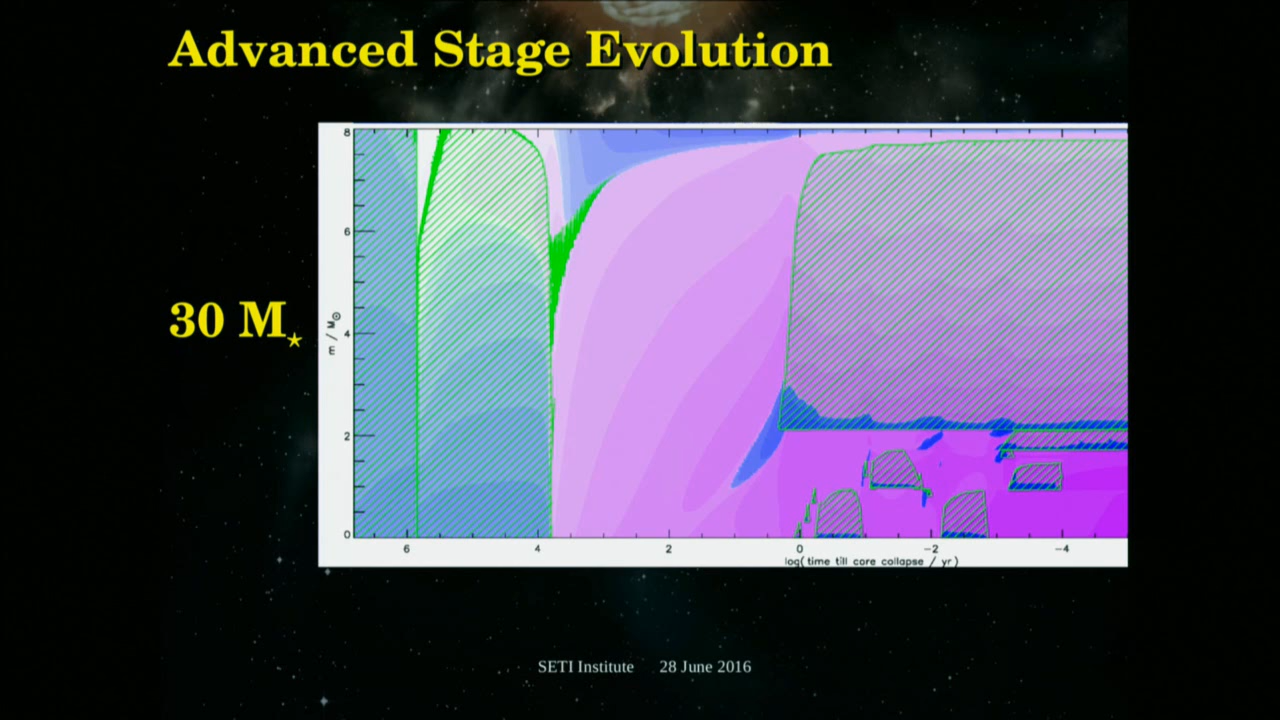 Advanced Stage Evolution
30 M⋆
8
6
4
2
0
m / M⊙
6 4 2 0 −2 −4
log(time till core collapse / yr)
SETI Institute 28 June 2016